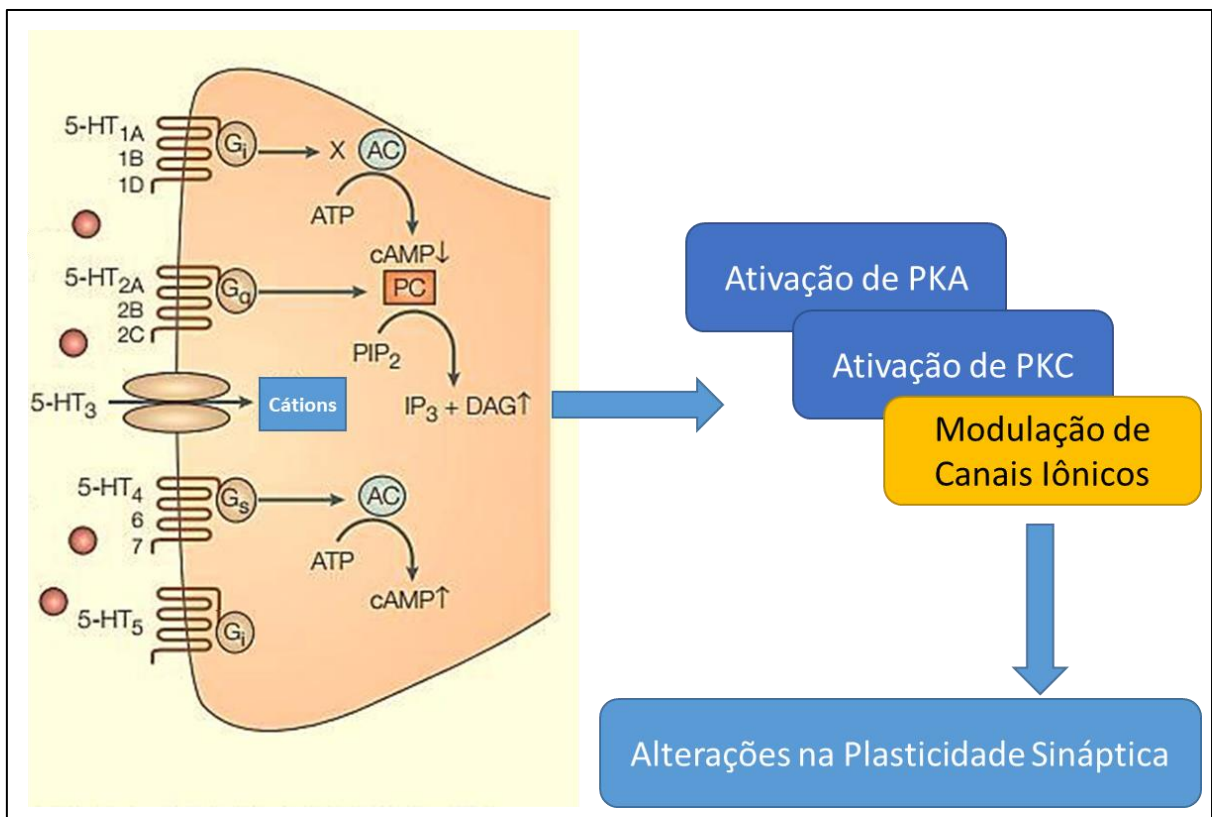 5-HT1A
1B
1D
Gi
X
AC
ATP
cAMP↓
5-HT2A
2B
2C
Gq
PC
PIP2
IP3 + DAG↑
5-HT3
Cátions
5-HT4
6
7
Gs
AC
ATP
cAMP↑
5-HT5
Gi
Ativação de PKA
Ativação de PKC
Modulação de
Canais Iônicos
Alterações na Plasticidade Sináptica